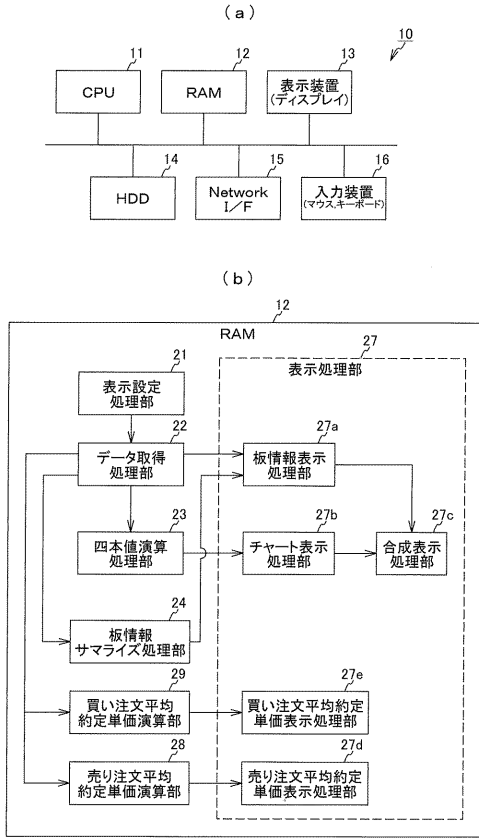 (a)
10
11
12
13
CPU
RAM
表示装置
(ディスプレイ)
14
15
16
HDD
Network
I/F
入力装置
(マウス,キーボード)
(b)
12
RAM
27
表示処理部
21
表示設定
処理部
22
データ取得
処理部
27a
板情報表示
処理部
23
四本値演算
処理部
27b
チャート表示
処理部
27c
合成表示
処理部
24
板情報
サマライズ処理部
29
買い注文平均
約定単価演算部
27e
買い注文平均約定
単価表示処理部
28
売り注文平均
約定単価演算部
27d
売り注文平均約定
単価表示処理部